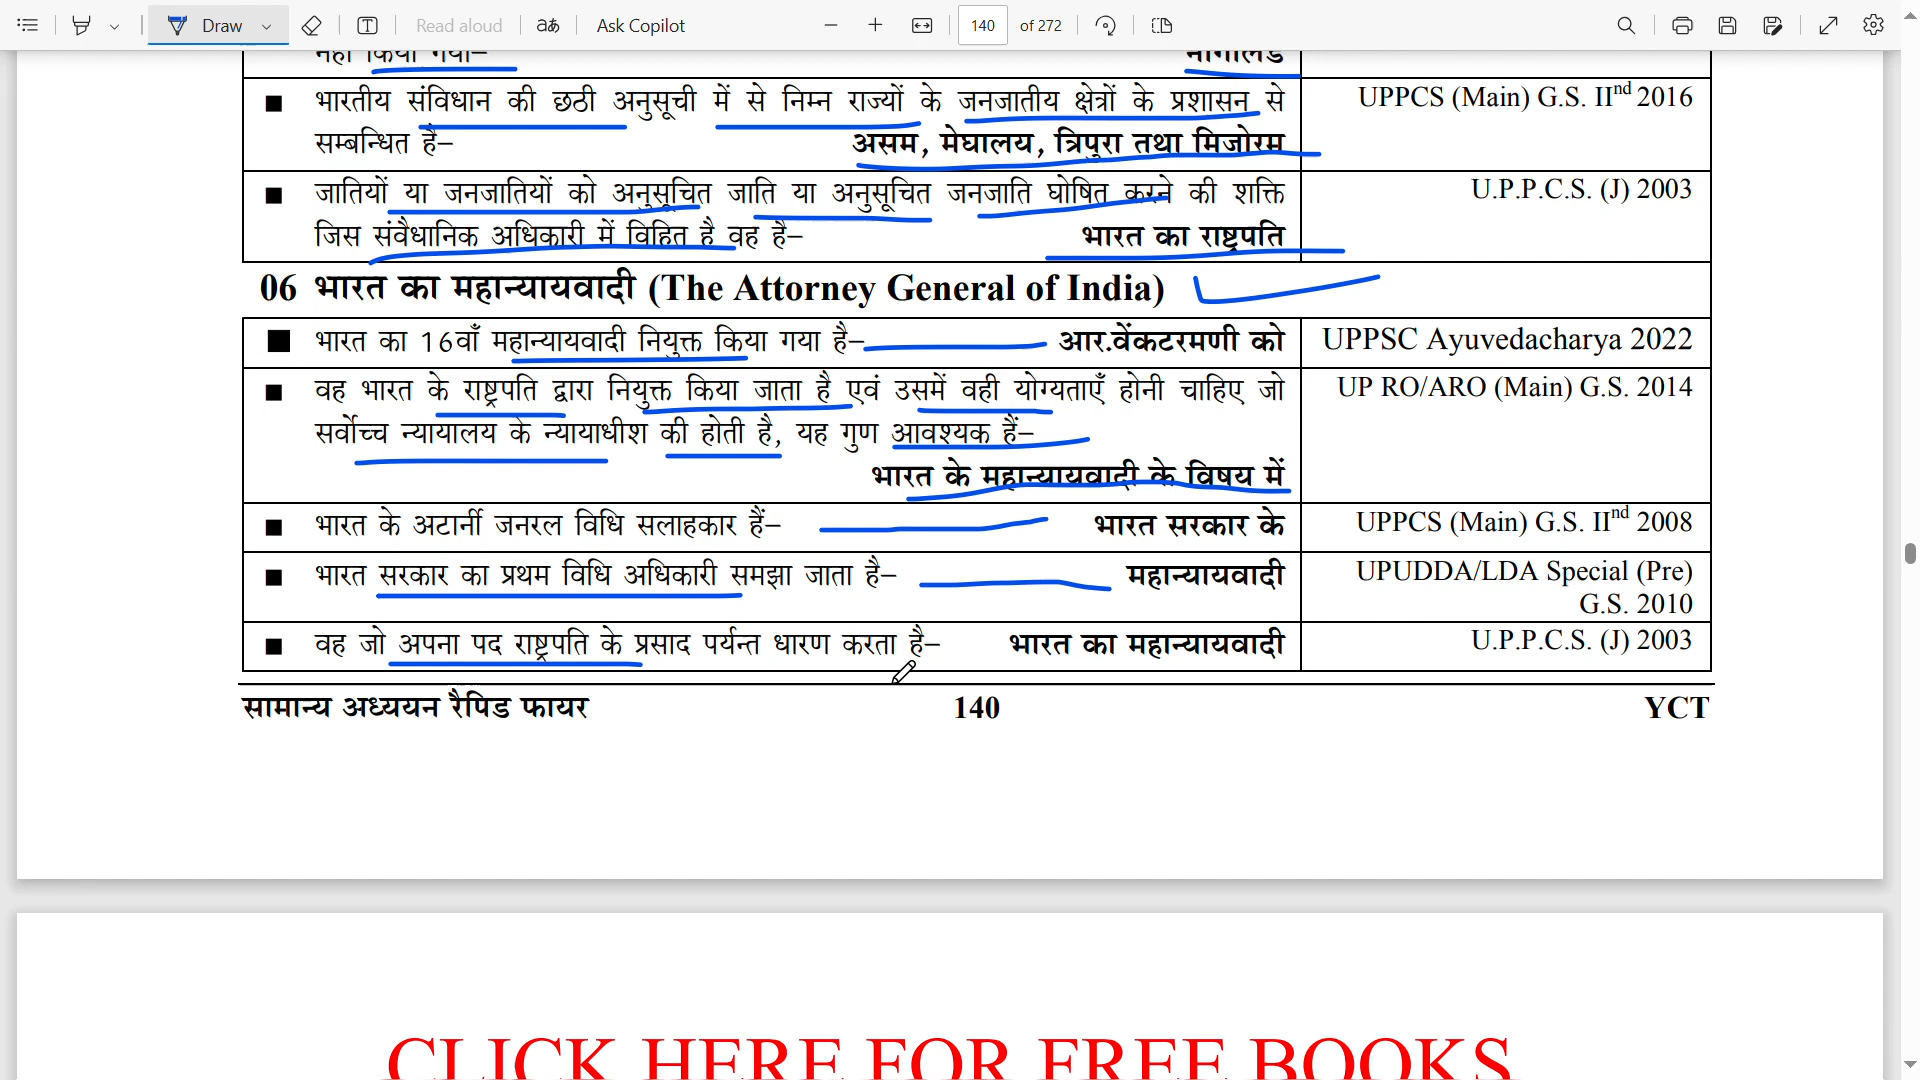 Draw
Read aloud
Ask Copilot
140 of 272
नहीं किया गया– नागालैंड
■ भारतीय संविधान की छठी अनुसूची में से निम्न राज्यों के जनजातीय क्षेत्रों के प्रशासन से UPPCS (Main) G.S. IInd 2016
सम्बन्धित है– असम, मेघालय, त्रिपुरा तथा मिजोरम
■ जातियों या जनजातियों को अनुसूचित जाति या अनुसूचित जनजाति घोषित करने की शक्ति U.P.P.C.S. (J) 2003
जिस संवैधानिक अधिकारी में विहित है वह है– भारत का राष्ट्रपति
06 भारत का महान्यायवादी (The Attorney General of India)
■ भारत का 16वाँ महान्यायवादी नियुक्त किया गया है– आर.वेंकटरमणी को UPPSC Ayuvedacharya 2022
■ वह भारत के राष्ट्रपति द्वारा नियुक्त किया जाता है एवं उसमें वही योग्यताएँ होनी चाहिए जो UP RO/ARO (Main) G.S. 2014
सर्वोच्च न्यायालय के न्यायाधीश की होती है, यह गुण आवश्यक हैं–
भारत के महान्यायवादी के विषय में
■ भारत के अटार्नी जनरल विधि सलाहकार हैं– भारत सरकार के UPPCS (Main) G.S. IInd 2008
■ भारत सरकार का प्रथम विधि अधिकारी समझा जाता है– महान्यायवादी UPUDDA/LDA Special (Pre)
G.S. 2010
■ वह जो अपना पद राष्ट्रपति के प्रसाद पर्यन्त धारण करता है– भारत का महान्यायवादी U.P.P.C.S. (J) 2003
सामान्य अध्ययन रैपिड फायर 140 YCT
CLICK HERE FOR FREE BOOKS